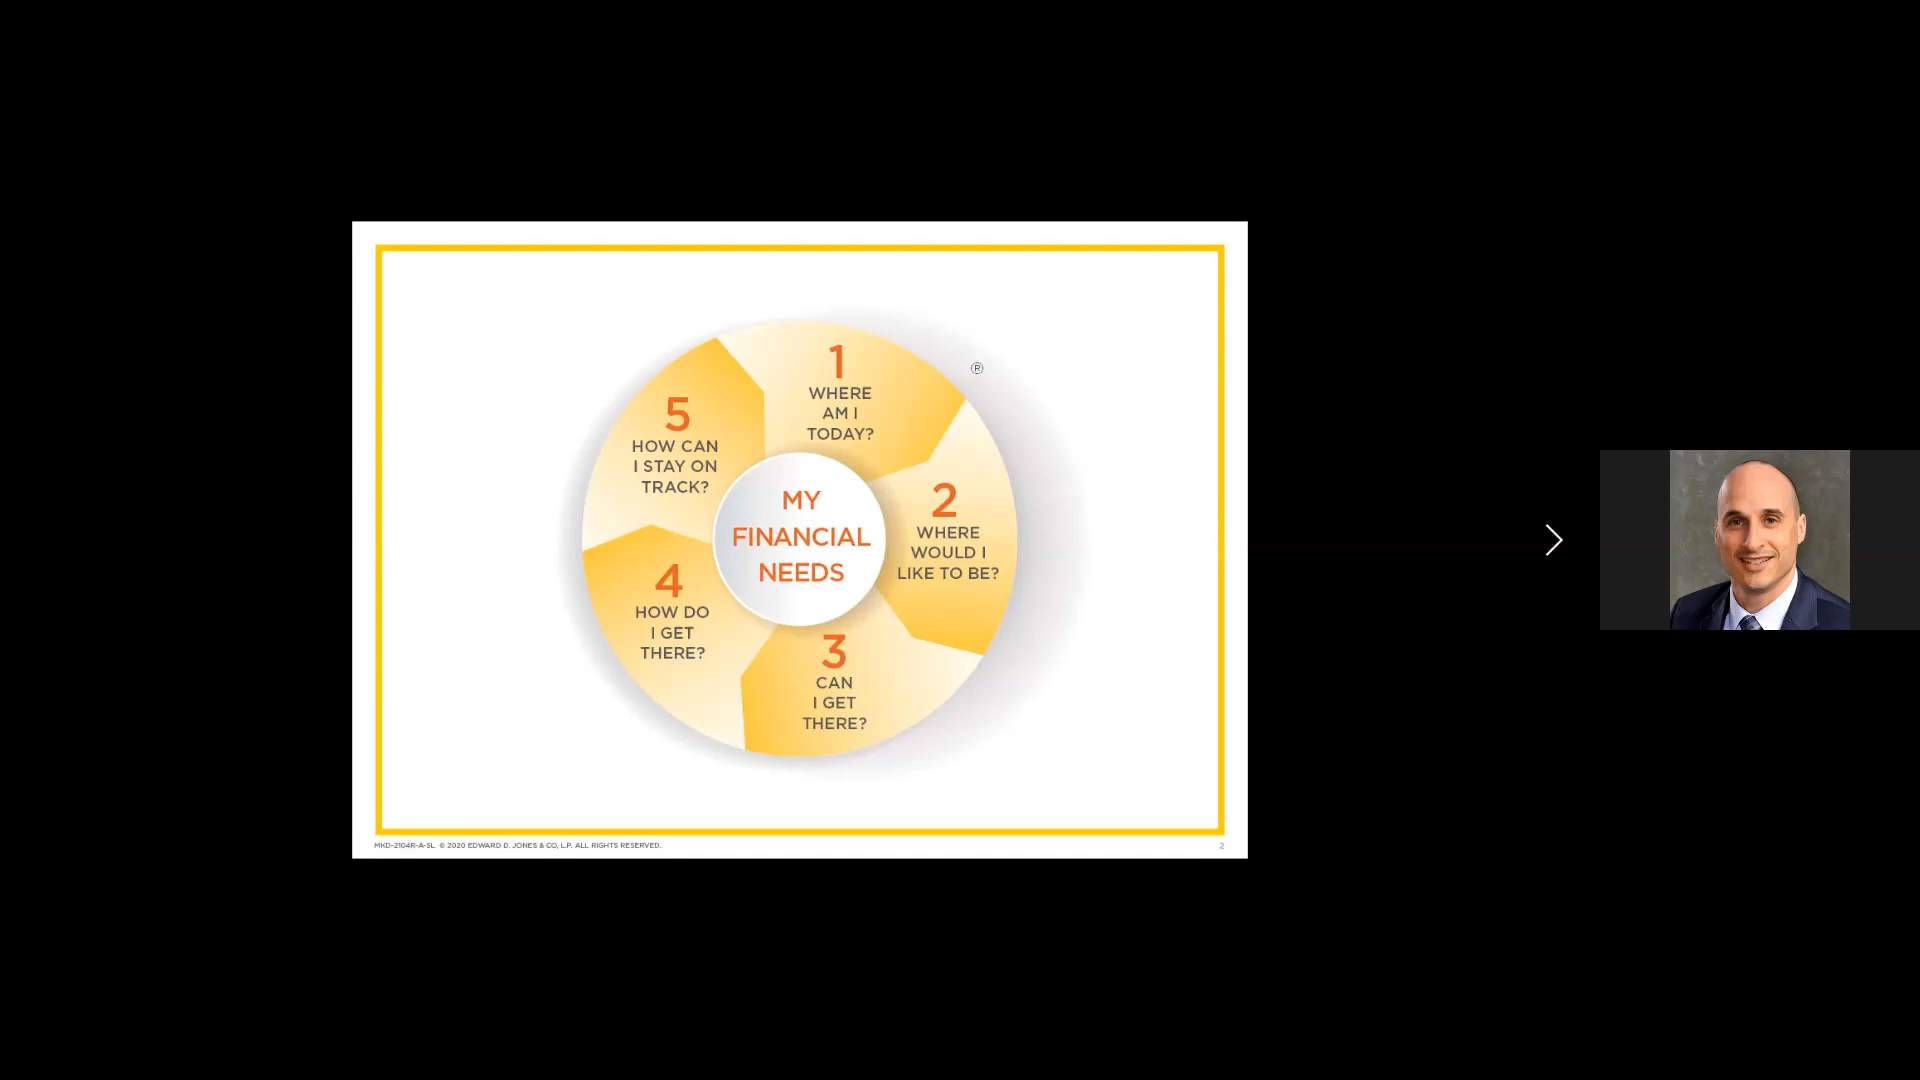 1
WHERE
AM I
TODAY?
®
2
WHERE
WOULD I
LIKE TO BE?
3
CAN
I GET
THERE?
4
HOW DO
I GET
THERE?
5
HOW CAN
I STAY ON
TRACK?
MY
FINANCIAL
NEEDS
MKD-2104R-A-SL © 2020 EDWARD D. JONES & CO, L.P. ALL RIGHTS RESERVED.
2